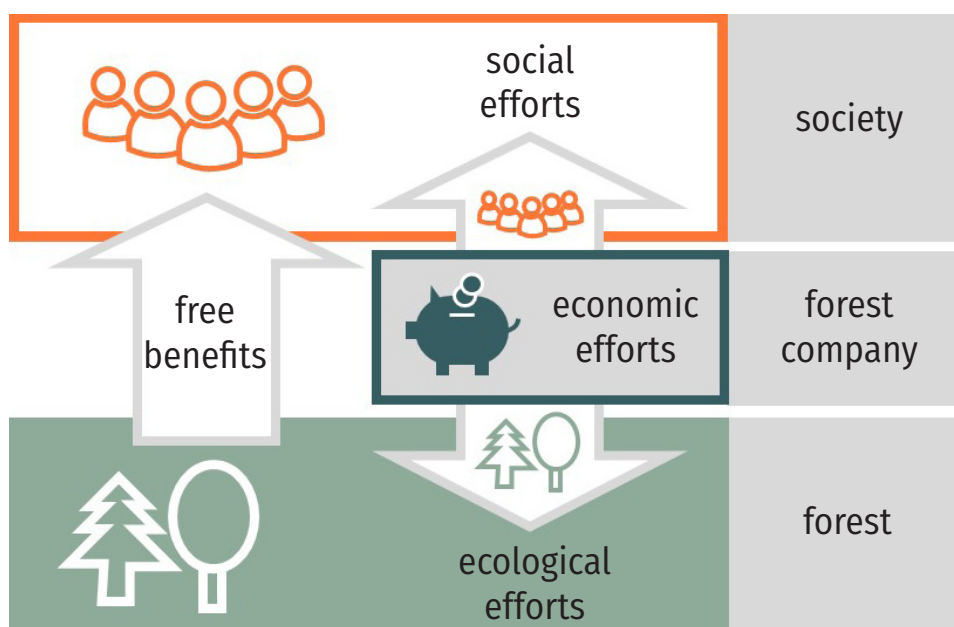 social
efforts
society
free
benefits
economic
efforts
forest
company
ecological
efforts
forest